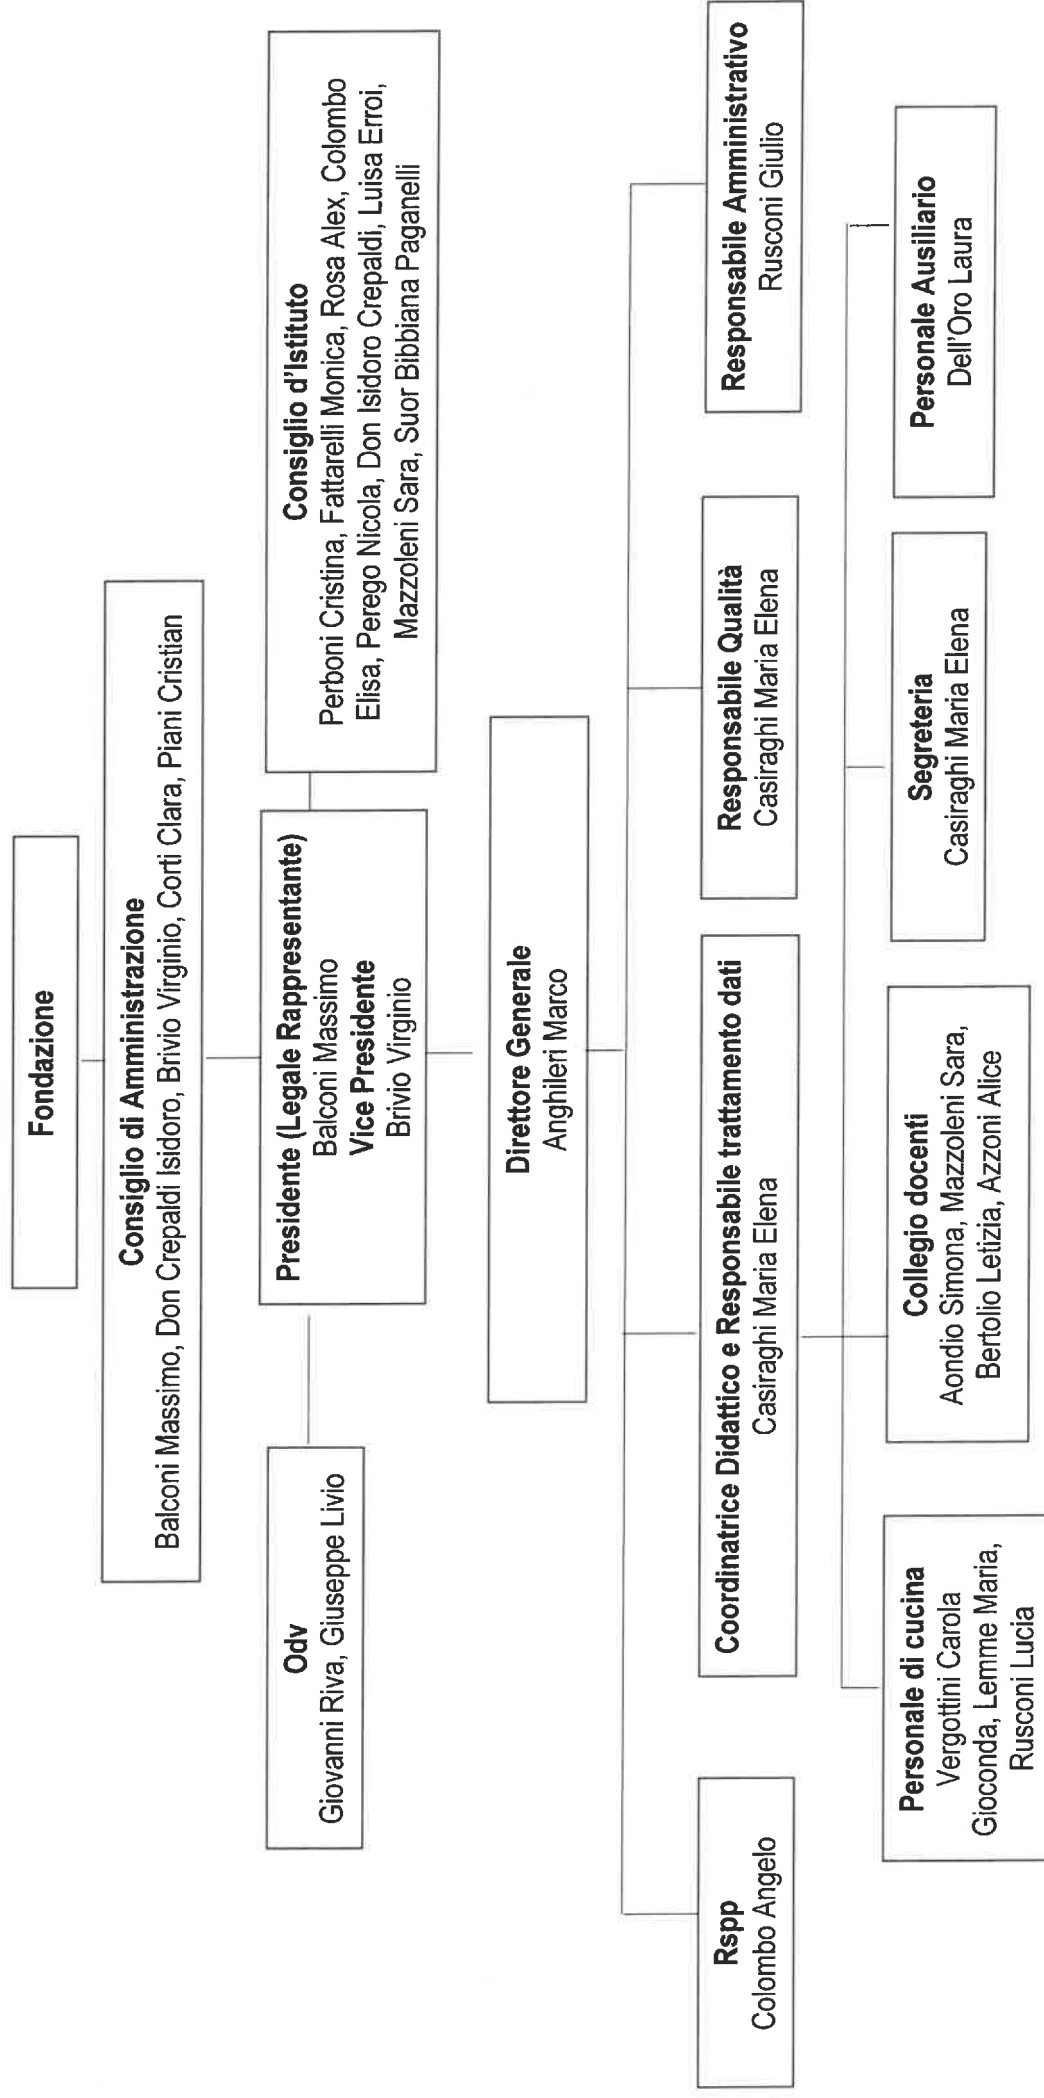 Fondazione
Consiglio di Amministrazione
Balconi Massimo, Don Crepaldi Isidoro, Brivio Virginio, Corti Clara, Piani Cristian
Odv
Giovanni Riva, Giuseppe Livio
Presidente (Legale Rappresentante)
Balconi Massimo
Vice Presidente
Brivio Virginio
Consiglio d'Istituto
Perboni Cristina, Fattarelli Monica, Rosa Alex, Colombo
Elisa, Perego Nicola, Don Isidoro Crepaldi, Luisa Erroi,
Mazzoleni Sara, Suor Bibbiana Paganelli
Direttore Generale
Anghileri Marco
Rspp
Colombo Angelo
Coordinatrice Didattico e Responsabile trattamento dati
Casiraghi Maria Elena
Responsabile Qualità
Casiraghi Maria Elena
Responsabile Amministrativo
Rusconi Giulio
Personale di cucina
Vergottini Carola
Gioconda, Lemme Maria,
Rusconi Lucia
Collegio docenti
Aondio Simona, Mazzoleni Sara,
Bertolio Letizia, Azzoni Alice
Segreteria
Casiraghi Maria Elena
Personale Ausiliario
Dell'Oro Laura